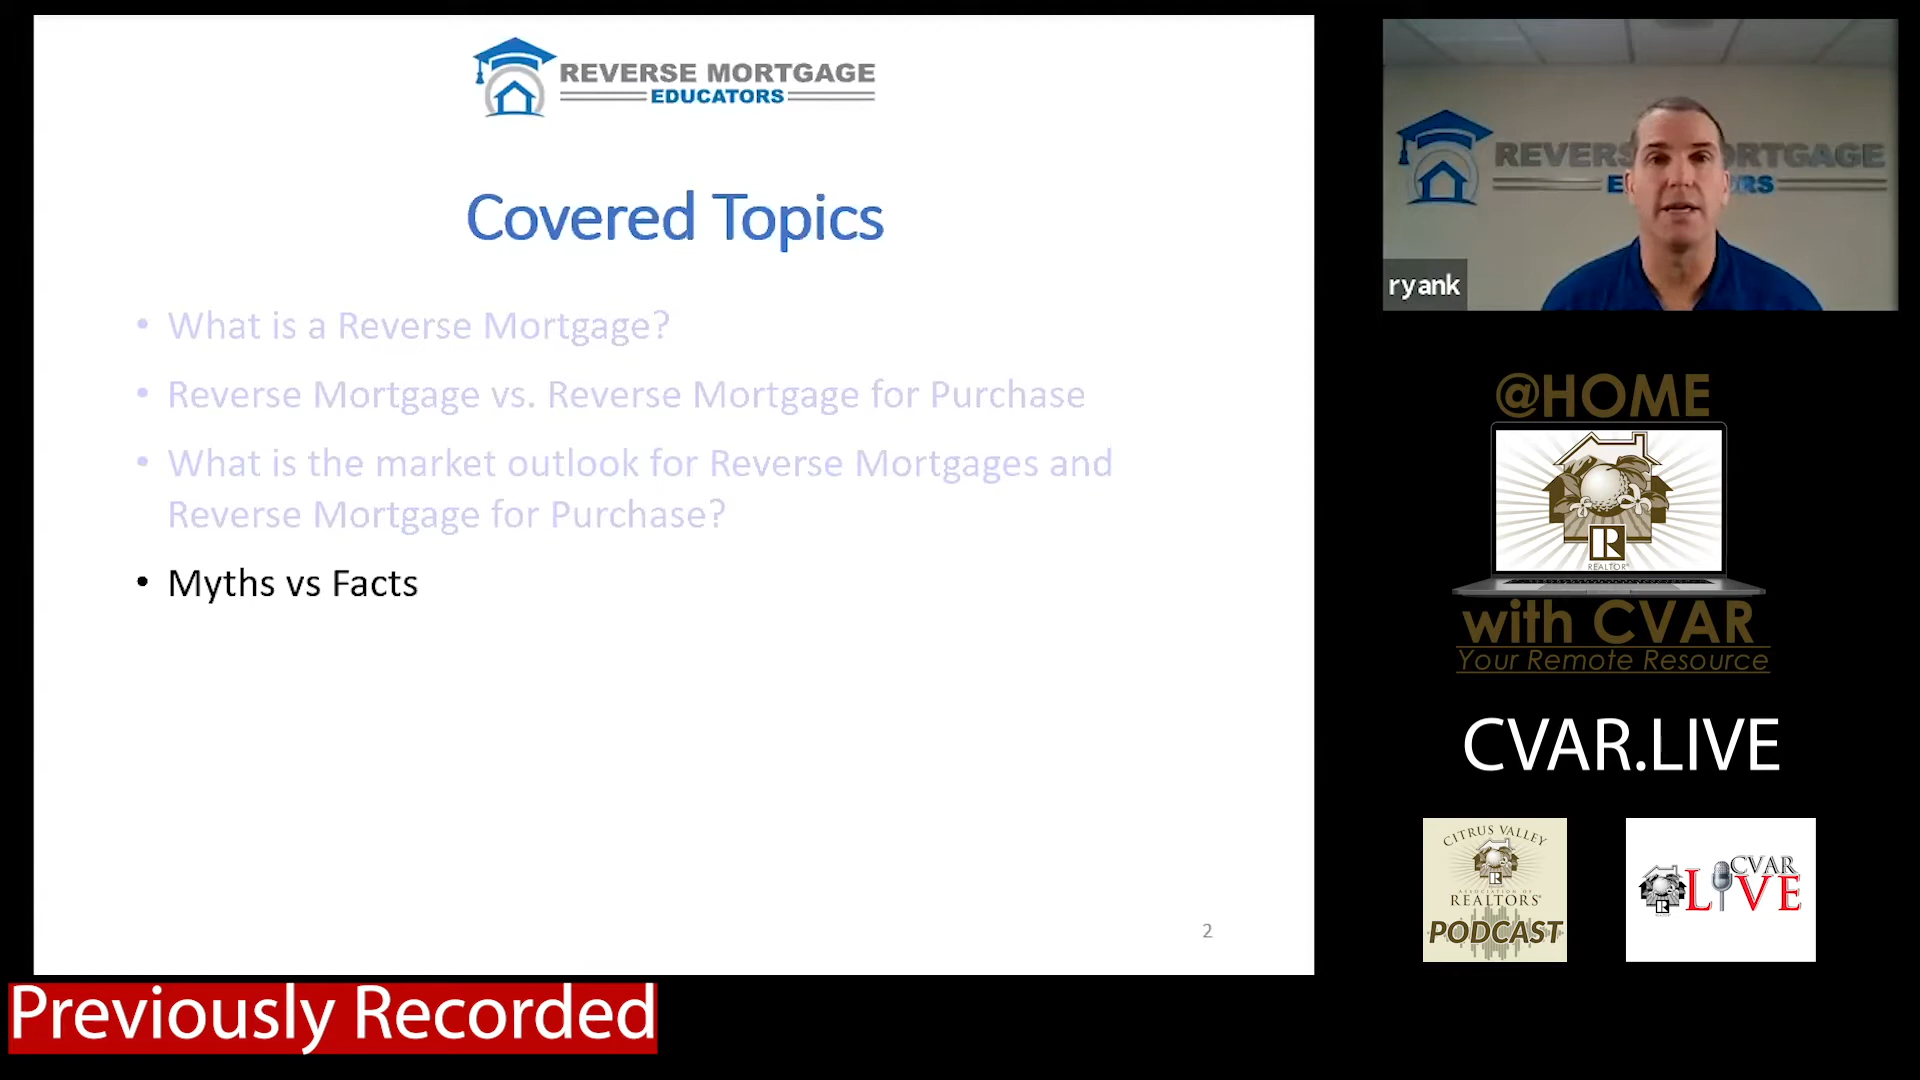 REVERSE MORTGAGE
EDUCATORS
Covered Topics
• What is a Reverse Mortgage?
• Reverse Mortgage vs. Reverse Mortgage for Purchase
• What is the market outlook for Reverse Mortgages and
Reverse Mortgage for Purchase?
• Myths vs Facts
2
Previously Recorded
ryank
@HOME
R
REALTOR®
with CVAR
Your Remote Resource
CVAR.LIVE
CITRUS VALLEY
R
ASSOCIATION OF
REALTORS®
PODCAST
CVAR
LIVE